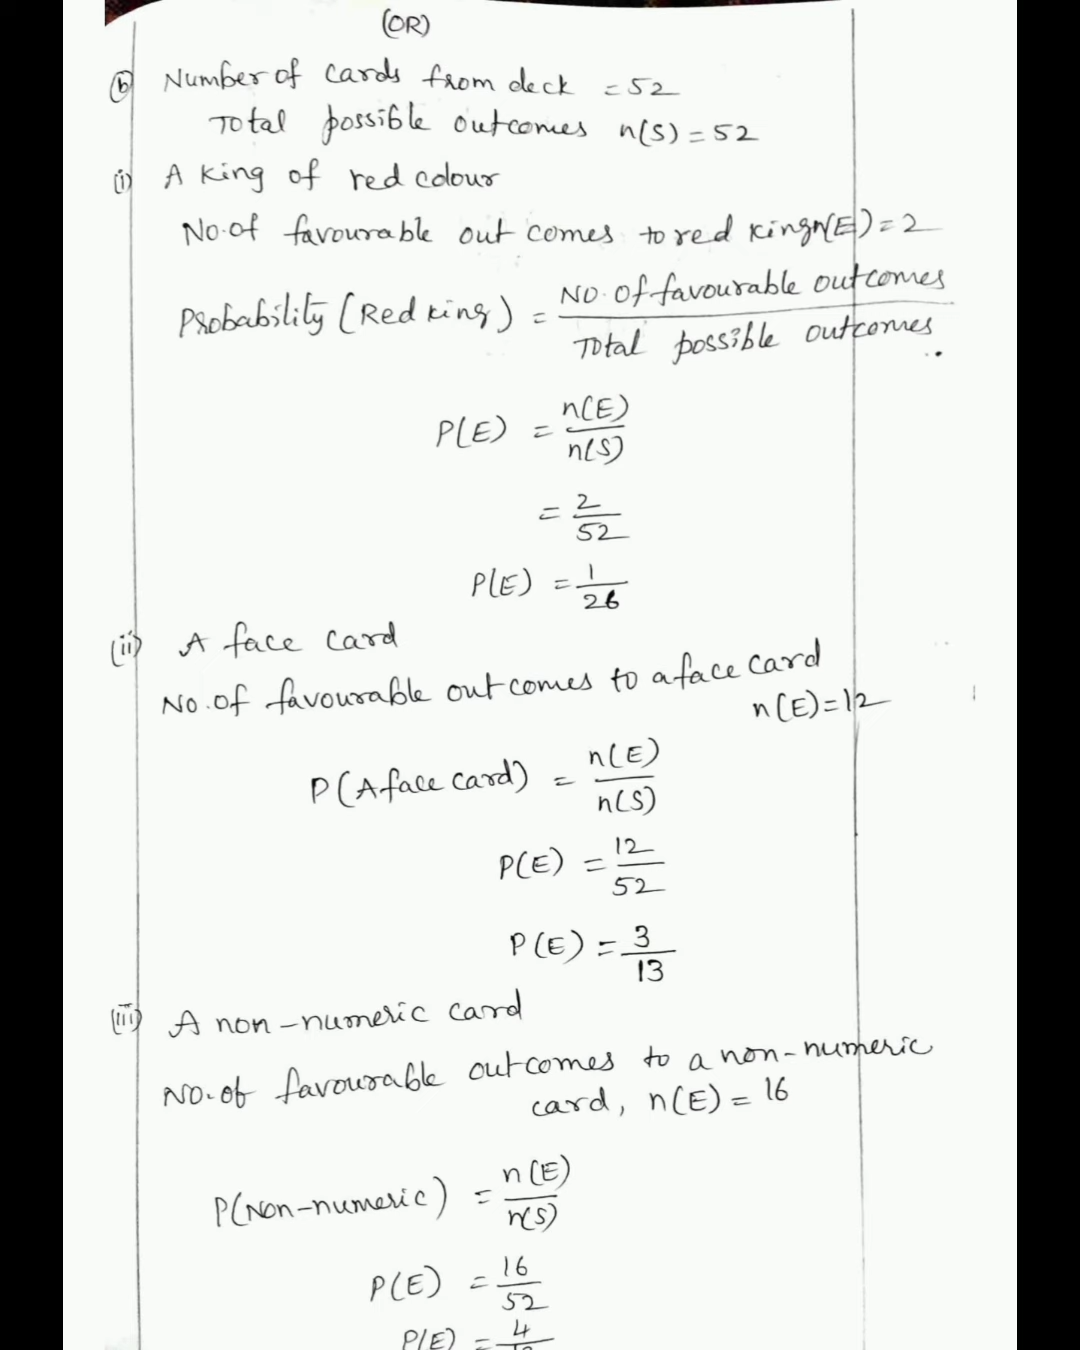 (OR)
(b) Number of cards from deck = 52
Total possible outcomes n(S) = 52
(i) A king of red colour
No. of favourable out comes to red king n(E) = 2
Probability (Red king) = No. of favourable outcomes / Total possible outcomes
P(E) = n(E) / n(S)
= 2/52
P(E) = 1/26
(ii) A face card
No. of favourable out comes to a face card
n(E) = 12
P(A face card) = n(E) / n(S)
P(E) = 12/52
P(E) = 3/13
(iii) A non-numeric card
No. of favourable outcomes to a non-numeric
card, n(E) = 16
P(Non-numeric) = n(E) / n(S)
P(E) = 16/52
P(E) = 4